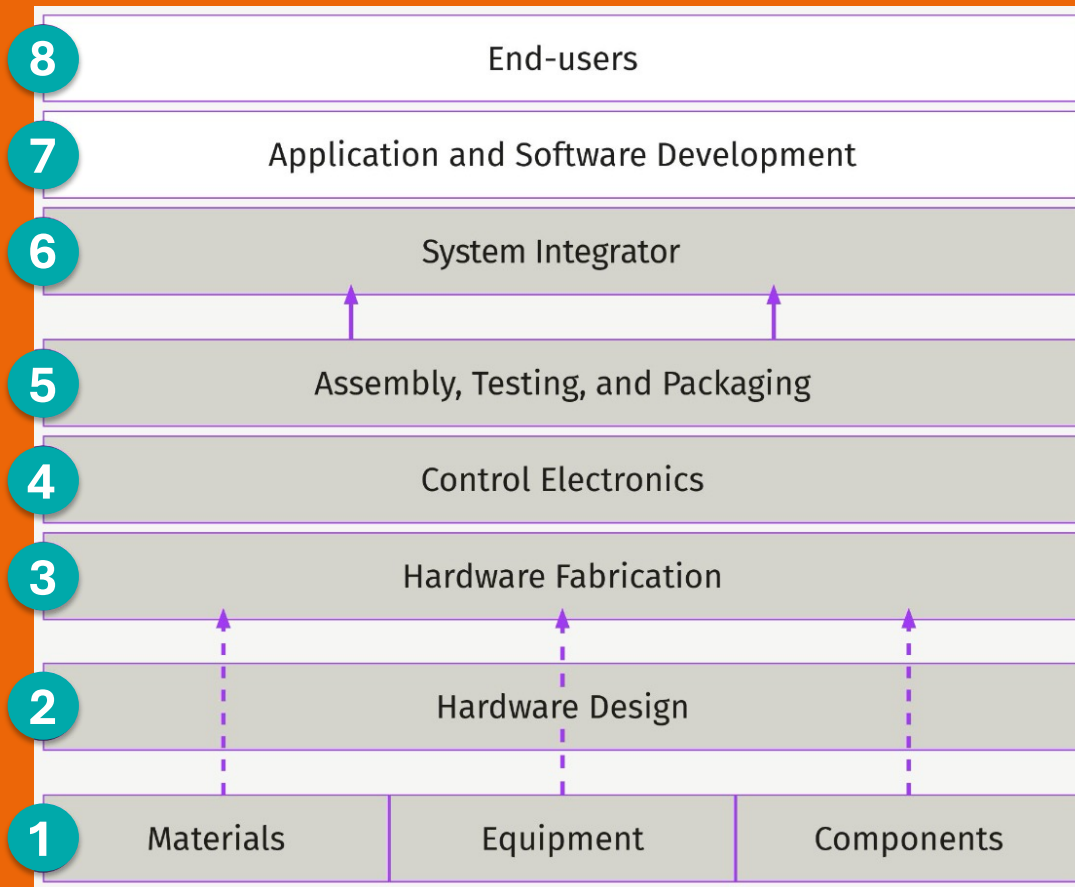 8
End-users
7
Application and Software Development
6
System Integrator
5
Assembly, Testing, and Packaging
4
Control Electronics
3
Hardware Fabrication
2
Hardware Design
1
Materials
Equipment
Components